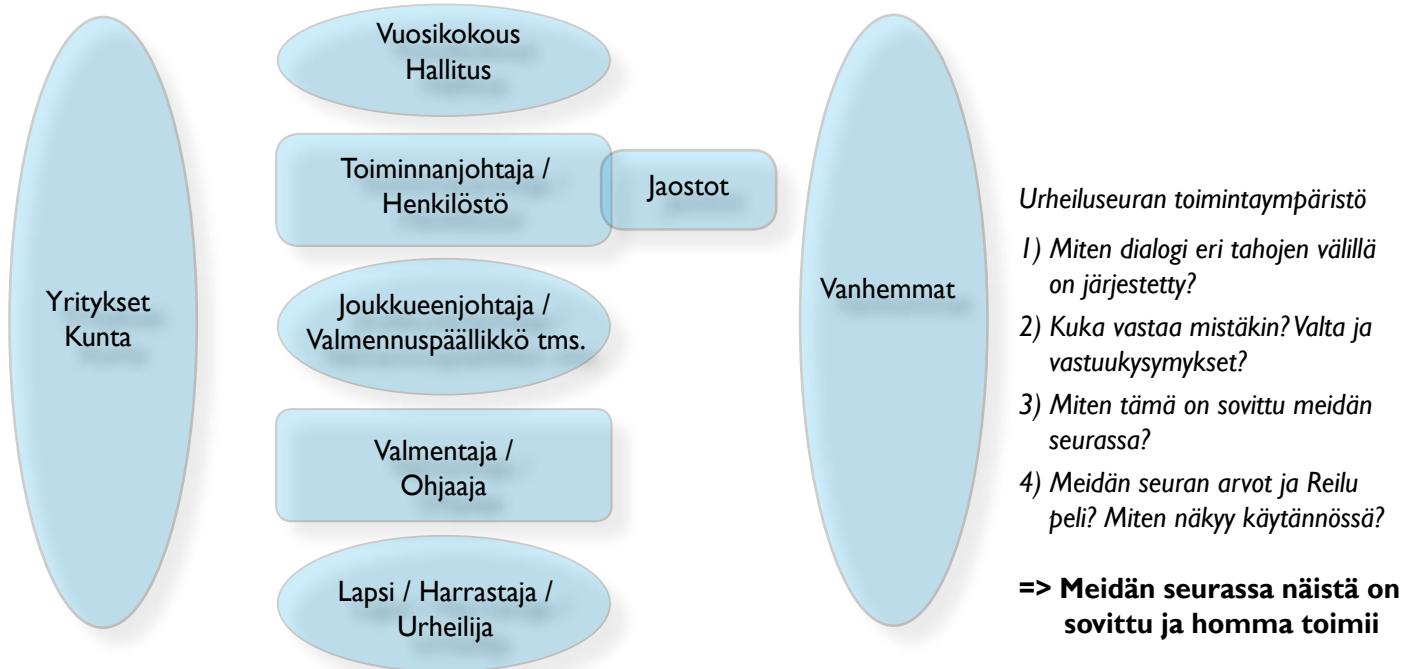 Vuosikokous
Hallitus
Toiminnanjohtaja /
Henkilöstö
Jaostot
Yritykset
Kunta
Joukkueenjohtaja /
Valmennuspäällikkö tms.
Vanhemmat
Valmentaja /
Ohjaaja
Lapsi / Harrastaja /
Urheilija
Urheiluseuran toimintaympäristö
1) Miten dialogi eri tahojen välillä
on järjestetty?
2) Kuka vastaa mistäkin? Valta ja
vastuukysymykset?
3) Miten tämä on sovittu meidän
seurassa?
4) Meidän seuran arvot ja Reilu
peli? Miten näkyy käytännössä?
=> Meidän seurassa näistä on
sovittu ja homma toimii